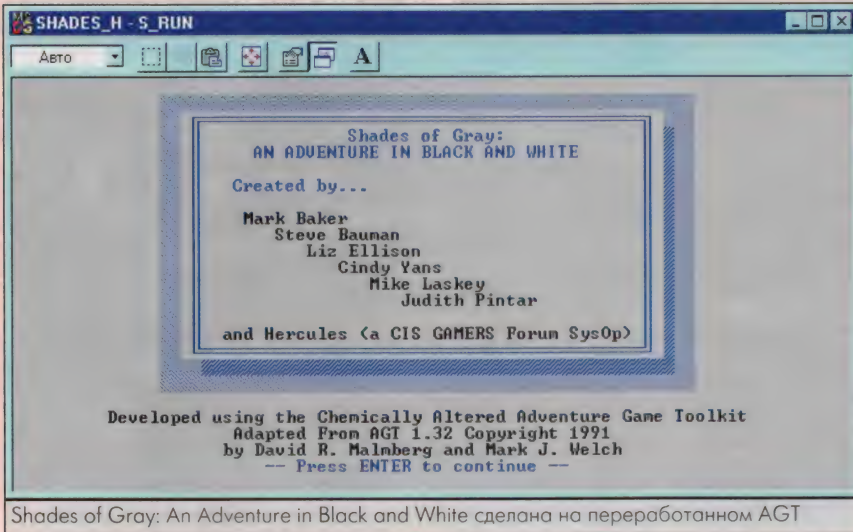 SHADES_H - S_RUN
Авто
A
Shades of Gray:
AN ADVENTURE IN BLACK AND WHITE
Created by...
Mark Baker
Steve Bauman
Liz Ellison
Cindy Yans
Mike Laskey
Judith Pintar
and Hercules (a CIS GAMERS Forum SysOp)
Developed using the Chemically Altered Adventure Game Toolkit
Adapted From AGT 1.32 Copyright 1991
by David R. Malmberg and Mark J. Welch
-- Press ENTER to continue --
Shades of Gray: An Adventure in Black and White сделана на переработанном AGT